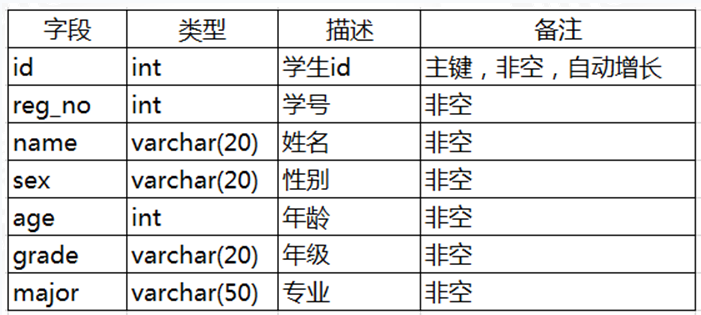 字段 类型 描述 备注
id int 学生id 主键，非空，自动增长
reg_no int 学号 非空
name varchar(20) 姓名 非空
sex varchar(20) 性别 非空
age int 年龄 非空
grade varchar(20) 年级 非空
major varchar(50) 专业 非空